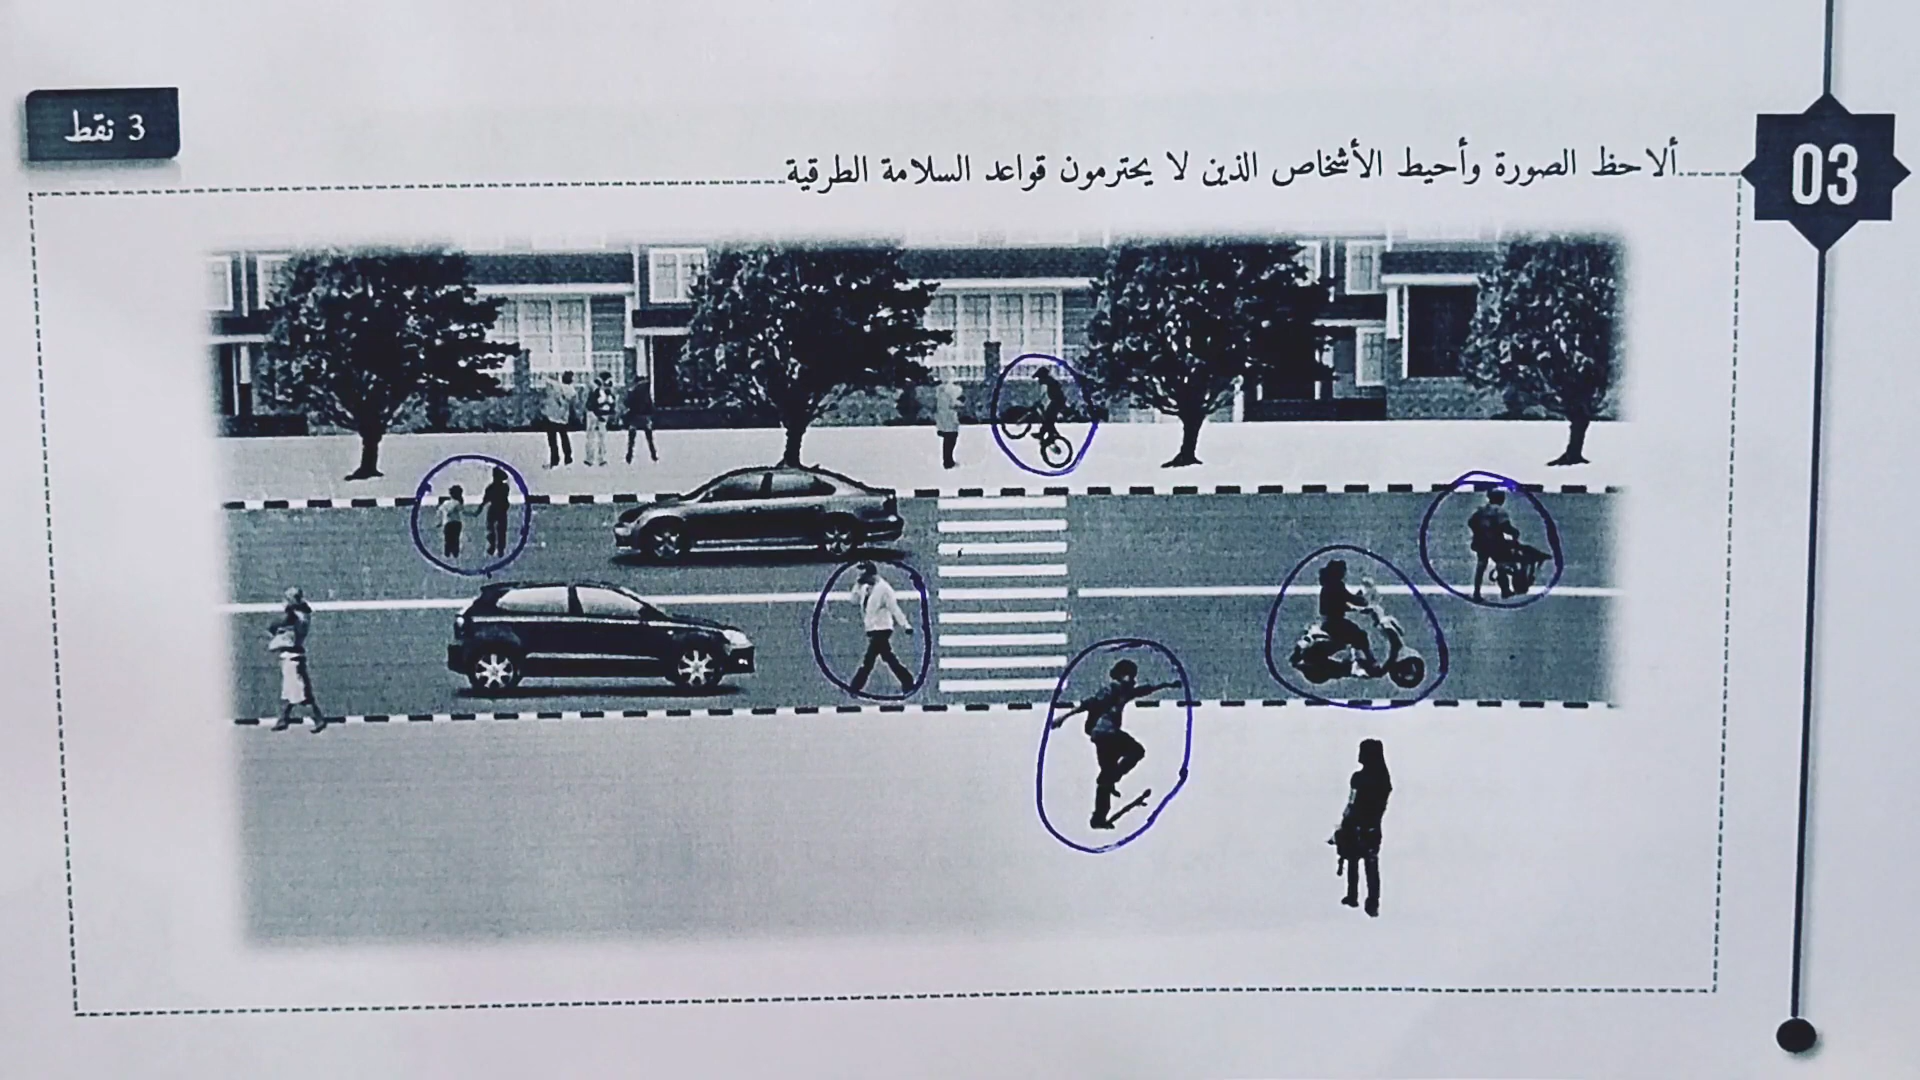 03
ألاحظ الصورة وأحيط الأشخاص الذين لا يحترمون قواعد السلامة الطرقية
3 نقط